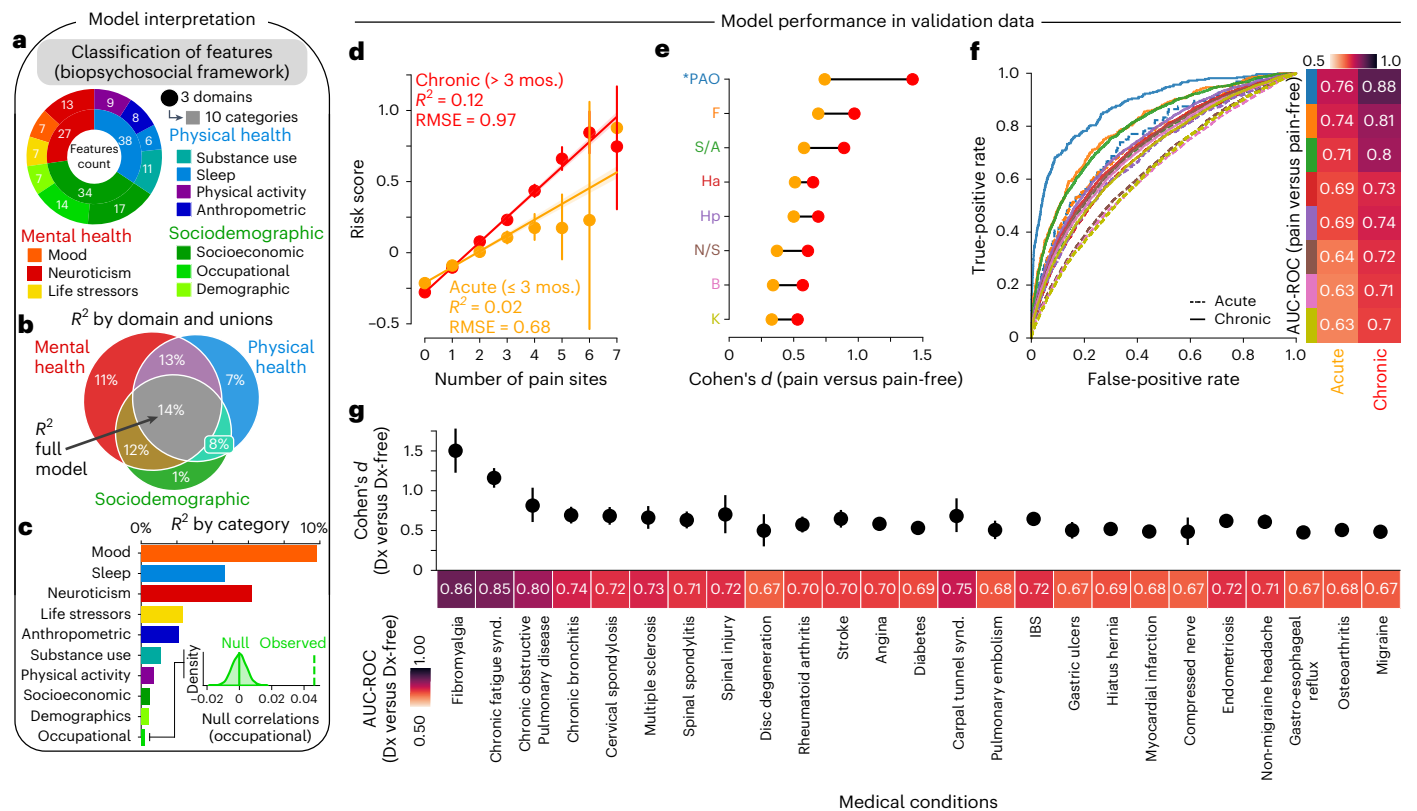 Model interpretation
a
Classification of features
(biopsychosocial framework)
13
9
8
6
11
17
14
7
7
7
27
38
34
Features
count
3 domains
10 categories
Physical health
Substance use
Sleep
Physical activity
Anthropometric
Mental health
Mood
Neuroticism
Life stressors
Sociodemographic
Socioeconomic
Occupational
Demographic
b
R² by domain and unions
Mental
health
Physical
health
11%
13%
7%
14%
12%
8%
1%
R²
full
model
Sociodemographic
c
0%
R² by category
10%
Mood
Sleep
Neuroticism
Life stressors
Anthropometric
Substance use
Physical activity
Socioeconomic
Demographics
Occupational
Null
Observed
Density
−0.02
0
0.02
0.04
Null correlations
(occupational)
Model performance in validation data
d
Chronic (> 3 mos.)
R² = 0.12
RMSE = 0.97
Risk score
1.0
0.5
0
−0.5
Acute (≤ 3 mos.)
R² = 0.02
RMSE = 0.68
0
1
2
3
4
5
6
7
Number of pain sites
e
*PAO
F
S/A
Ha
Hp
N/S
B
K
0
0.5
1.0
1.5
Cohen's d (pain versus pain-free)
f
True-positive rate
1.0
0.8
0.6
0.4
0.2
0
Acute
Chronic
0
0.2
0.4
0.6
0.8
1.0
False-positive rate
0.5
1.0
AUC-ROC (pain versus pain-free)
0.76 0.88
0.74 0.81
0.71 0.8
0.69 0.73
0.69 0.74
0.64 0.72
0.63 0.71
0.63 0.7
Acute
Chronic
g
Cohen's d
(Dx versus Dx-free)
1.5
1.0
0.5
0
0.86 0.85 0.80 0.74 0.72 0.73 0.71 0.72 0.67 0.70 0.70 0.70 0.69 0.75 0.68 0.72 0.67 0.69 0.68 0.67 0.72 0.71 0.67 0.68 0.67
AUC-ROC
(Dx versus Dx-free)
0.50
1.00
Fibromyalgia
Chronic fatigue synd.
Chronic obstructive
Pulmonary disease
Chronic bronchitis
Cervical spondylosis
Multiple sclerosis
Spinal spondylitis
Spinal injury
Disc degeneration
Rheumatoid arthritis
Stroke
Angina
Diabetes
Carpal tunnel synd.
Pulmonary embolism
IBS
Gastric ulcers
Hiatus hernia
Myocardial infarction
Compressed nerve
Endometriosis
Non-migraine headache
Gastro-esophageal
reflux
Osteoarthritis
Migraine
Medical conditions